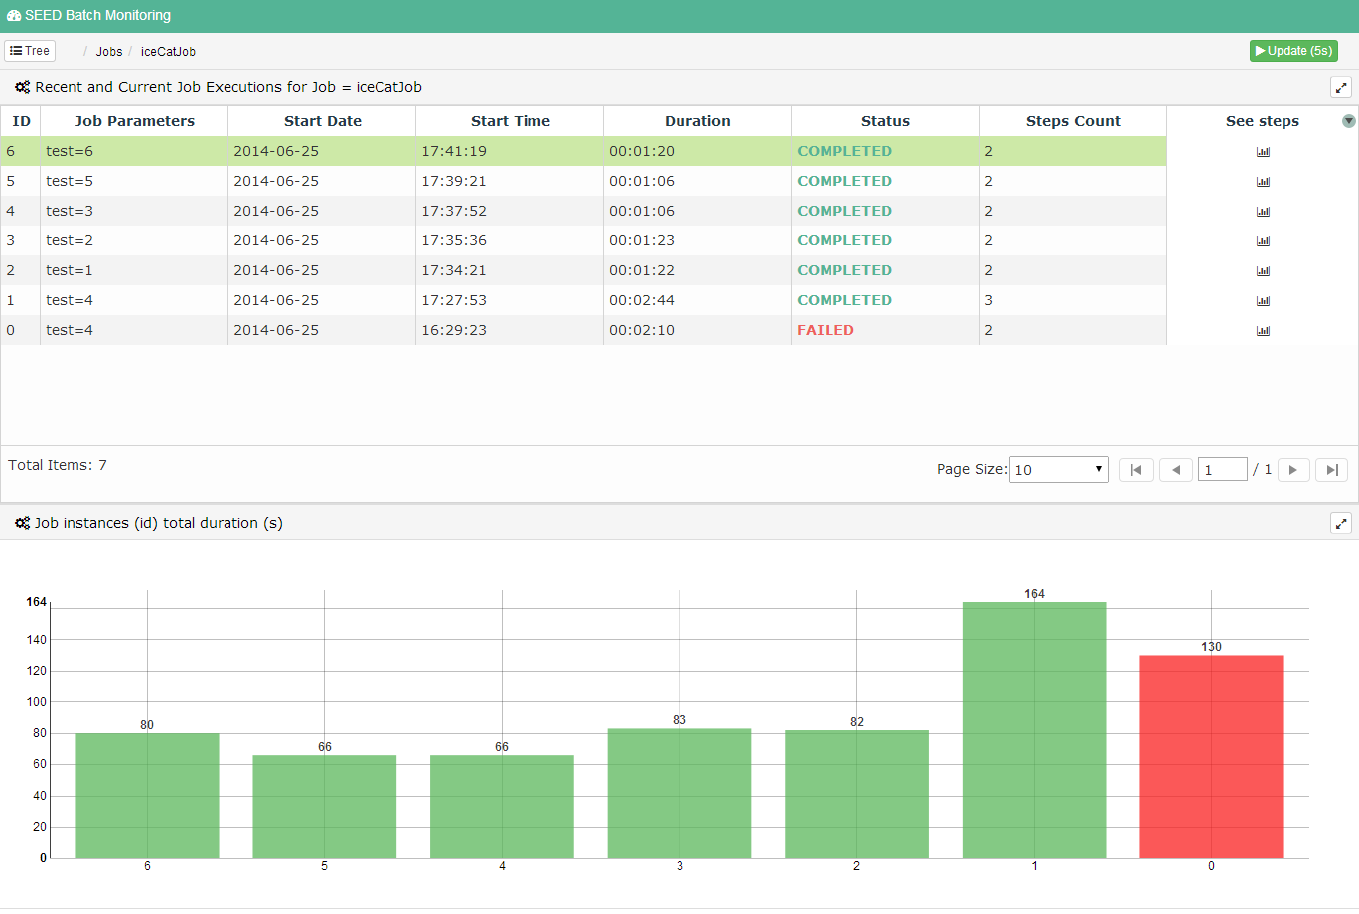 SEED Batch Monitoring
Tree / Jobs / iceCatJob Update (5s)
Recent and Current Job Executions for Job = iceCatJob
ID Job Parameters Start Date Start Time Duration Status Steps Count See steps
6 test=6 2014-06-25 17:41:19 00:01:20 COMPLETED 2
5 test=5 2014-06-25 17:39:21 00:01:06 COMPLETED 2
4 test=3 2014-06-25 17:37:52 00:01:06 COMPLETED 2
3 test=2 2014-06-25 17:35:36 00:01:23 COMPLETED 2
2 test=1 2014-06-25 17:34:21 00:01:22 COMPLETED 2
1 test=4 2014-06-25 17:27:53 00:02:44 COMPLETED 3
0 test=4 2014-06-25 16:29:23 00:02:10 FAILED 2
Total Items: 7 Page Size: 10 1 / 1
Job instances (id) total duration (s)
164
140
120
100
80
60
40
20
0
80 66 66 83 82 164 130
6 5 4 3 2 1 0